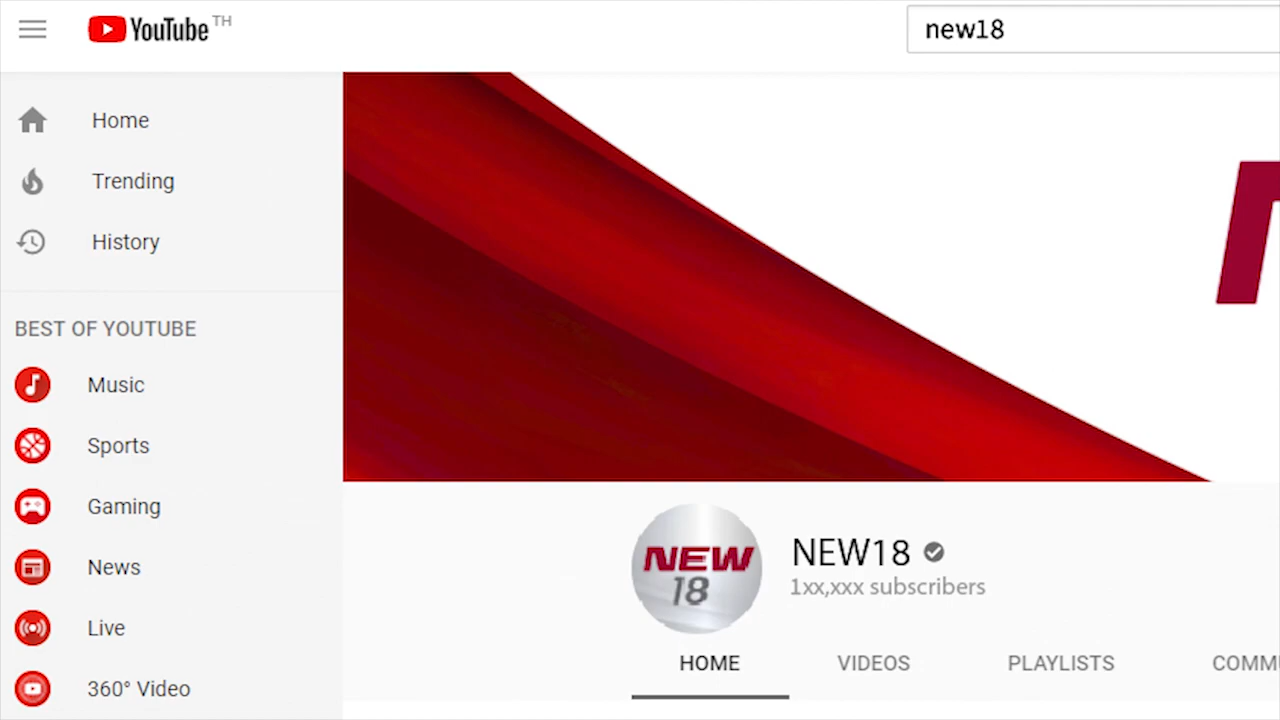 YouTube TH
new18
Home
Trending
History
BEST OF YOUTUBE
Music
Sports
Gaming
News
Live
360° Video
NEW
18
NEW18
1xx,xxx subscribers
HOME VIDEOS PLAYLISTS